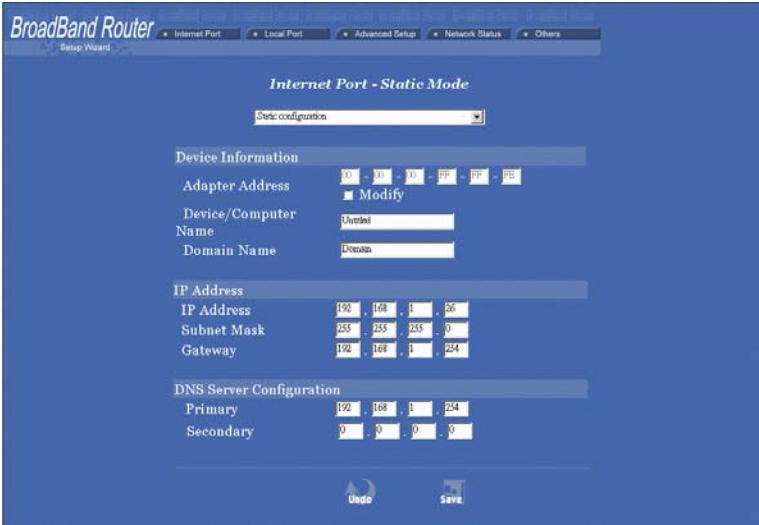 BroadBand Router
Setup Wizard
Internet Port
Local Port
Advanced Setup
Network Status
Others
Internet Port - Static Mode
Static configuration
Device Information
Adapter Address 00 - 00 - 00 - FF - FF - FE
Modify
Device/Computer Name Untitled
Domain Name Domain
IP Address
IP Address 192 . 168 . 1 . 26
Subnet Mask 255 . 255 . 255 . 0
Gateway 192 . 168 . 1 . 254
DNS Server Configuration
Primary 192 . 168 . 1 . 254
Secondary 0 . 0 . 0 . 0
Undo
Save